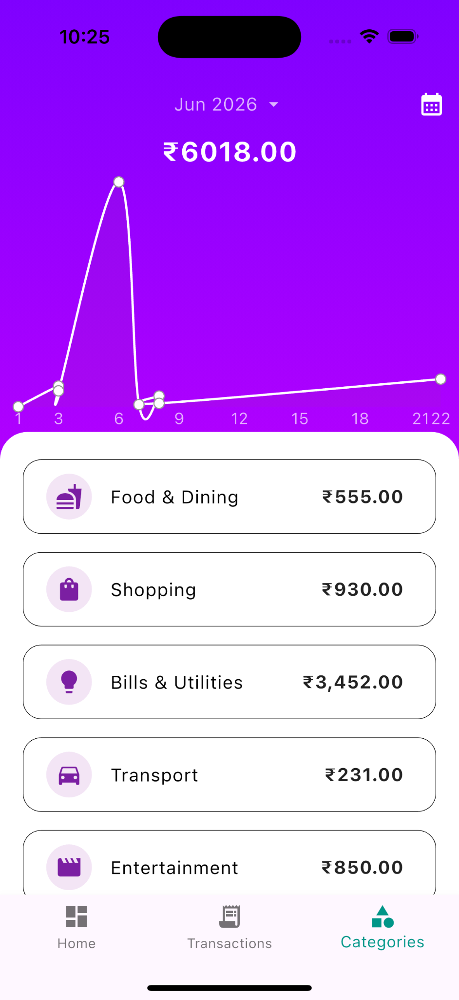 10:25
Jun 2026
₹6018.00
1 3 6 9 12 15 18 2122
Food & Dining ₹555.00
Shopping ₹930.00
Bills & Utilities ₹3,452.00
Transport ₹231.00
Entertainment ₹850.00
Home Transactions Categories